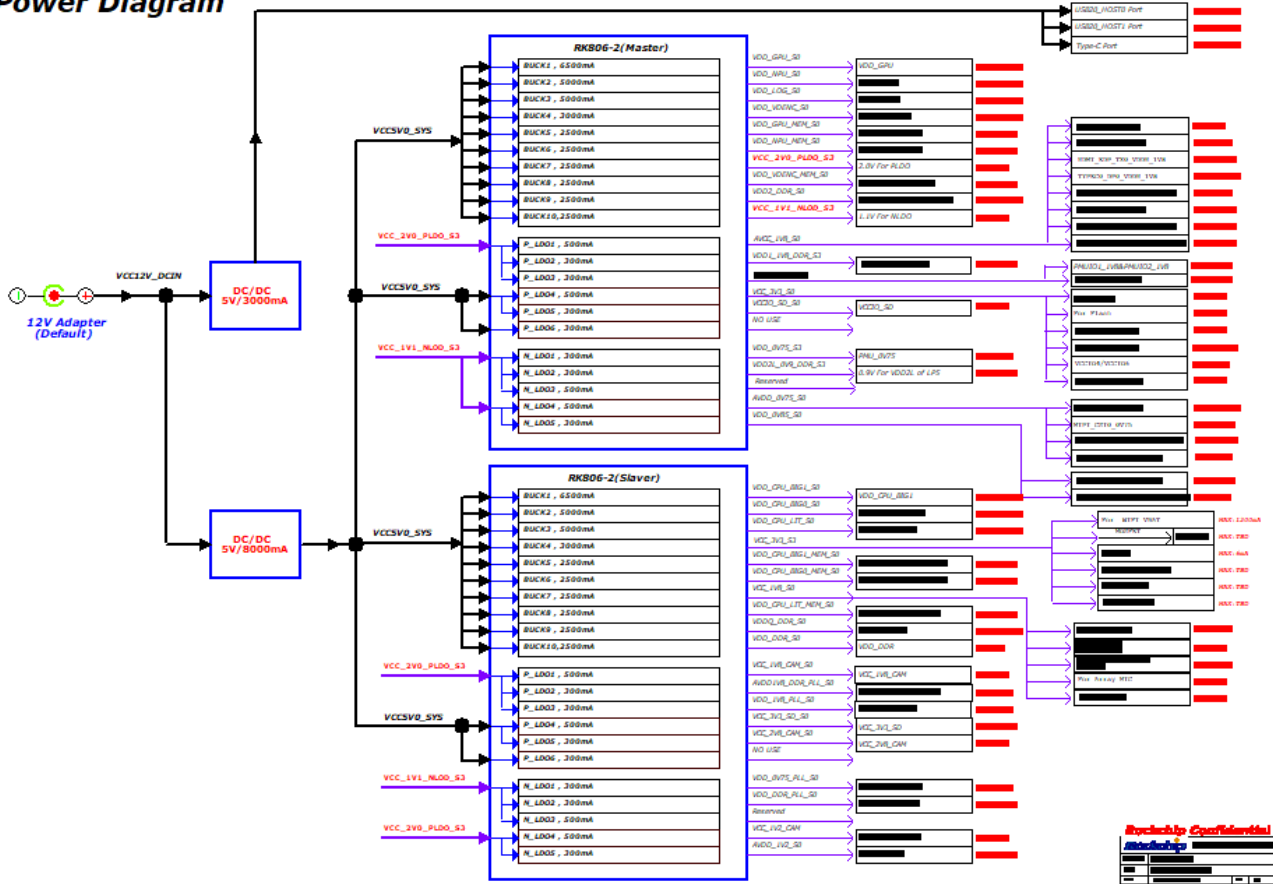 Power Diagram
USB20_HOST0 Port
USB20_HOST1 Port
Type-C Port
RK806-2(Master)
BUCK1 , 6500mA
BUCK2 , 5000mA
BUCK3 , 5000mA
BUCK4 , 3000mA
BUCK5 , 2500mA
BUCK6 , 2500mA
BUCK7 , 2500mA
BUCK8 , 2500mA
BUCK9 , 2500mA
BUCK10,2500mA
VCC5V0_SYS
VDD_GPU_S0
VDD_NPU_S0
VDD_LOG_S0
VDD_VDENC_S0
VDD_GPU_MEM_S0
VDD_NPU_MEM_S0
VCC_2V0_PLDO_S3
VDD_VDENC_MEM_S0
VDD2_DDR_S3
VCC_1V1_NLDO_S3
VDD_GPU
2.0V For PLDO
1.1V For NLDO
VCC_2V0_PLDO_S3
P_LDO1 , 500mA
P_LDO2 , 300mA
P_LDO3 , 300mA
P_LDO4 , 500mA
P_LDO5 , 300mA
P_LDO6 , 300mA
VCC5V0_SYS
AVCC_1V8_S0
VDD1_1V8_DDR_S3
VCC_3V3_S0
VCCIO_SD_S0
NO USE
VCCIO_SD
PMUIO1_1V8&PMUIO2_1V8
For Flash
VCC_1V1_NLDO_S3
N_LDO1 , 300mA
N_LDO2 , 300mA
N_LDO3 , 500mA
N_LDO4 , 500mA
N_LDO5 , 300mA
VDD_0V75_S3
VDD2L_0V9_DDR_S3
Reserved
AVDD_0V75_S0
VDD_0V85_S0
PMU_0V75
0.9V For VDD2L of LP5
VCC12V_DCIN
DC/DC
5V/3000mA
12V Adapter
(Default)
DC/DC
5V/8000mA
RK806-2(Slaver)
BUCK1 , 6500mA
BUCK2 , 5000mA
BUCK3 , 5000mA
BUCK4 , 3000mA
BUCK5 , 2500mA
BUCK6 , 2500mA
BUCK7 , 2500mA
BUCK8 , 2500mA
BUCK9 , 2500mA
BUCK10,2500mA
VCC5V0_SYS
VDD_CPU_BIG1_S0
VDD_CPU_BIG0_S0
VDD_CPU_LIT_S0
VCC_3V3_S3
VDD_CPU_BIG1_MEM_S0
VDD_CPU_BIG0_MEM_S0
VCC_1V8_S0
VDD_CPU_LIT_MEM_S0
VDDQ_DDR_S0
VDD_DDR_S0
VDD_CPU_BIG1
VDD_DDR
MAX:TBD
MAX:TBD
MAX:TBD
MAX:TBD
For Array MIC
VCC_2V0_PLDO_S3
P_LDO1 , 500mA
P_LDO2 , 300mA
P_LDO3 , 300mA
P_LDO4 , 500mA
P_LDO5 , 300mA
P_LDO6 , 300mA
VCC5V0_SYS
VCC_1V8_CAM_S0
AVDD1V8_DDR_PLL_S0
VDD_1V8_PLL_S0
VCC_3V3_SD_S0
VCC_2V8_CAM_S0
NO USE
VCC_1V8_CAM
VCC_3V3_SD
VCC_2V8_CAM
VCC_1V1_NLDO_S3
VCC_2V0_PLDO_S3
N_LDO1 , 300mA
N_LDO2 , 300mA
N_LDO3 , 500mA
N_LDO4 , 500mA
N_LDO5 , 300mA
VDD_0V75_PLL_S0
VDD_DDR_PLL_S0
Reserved
VCC_1V2_CAM
AVDD_1V2_S0
Rockchip Confidential
Rockchip